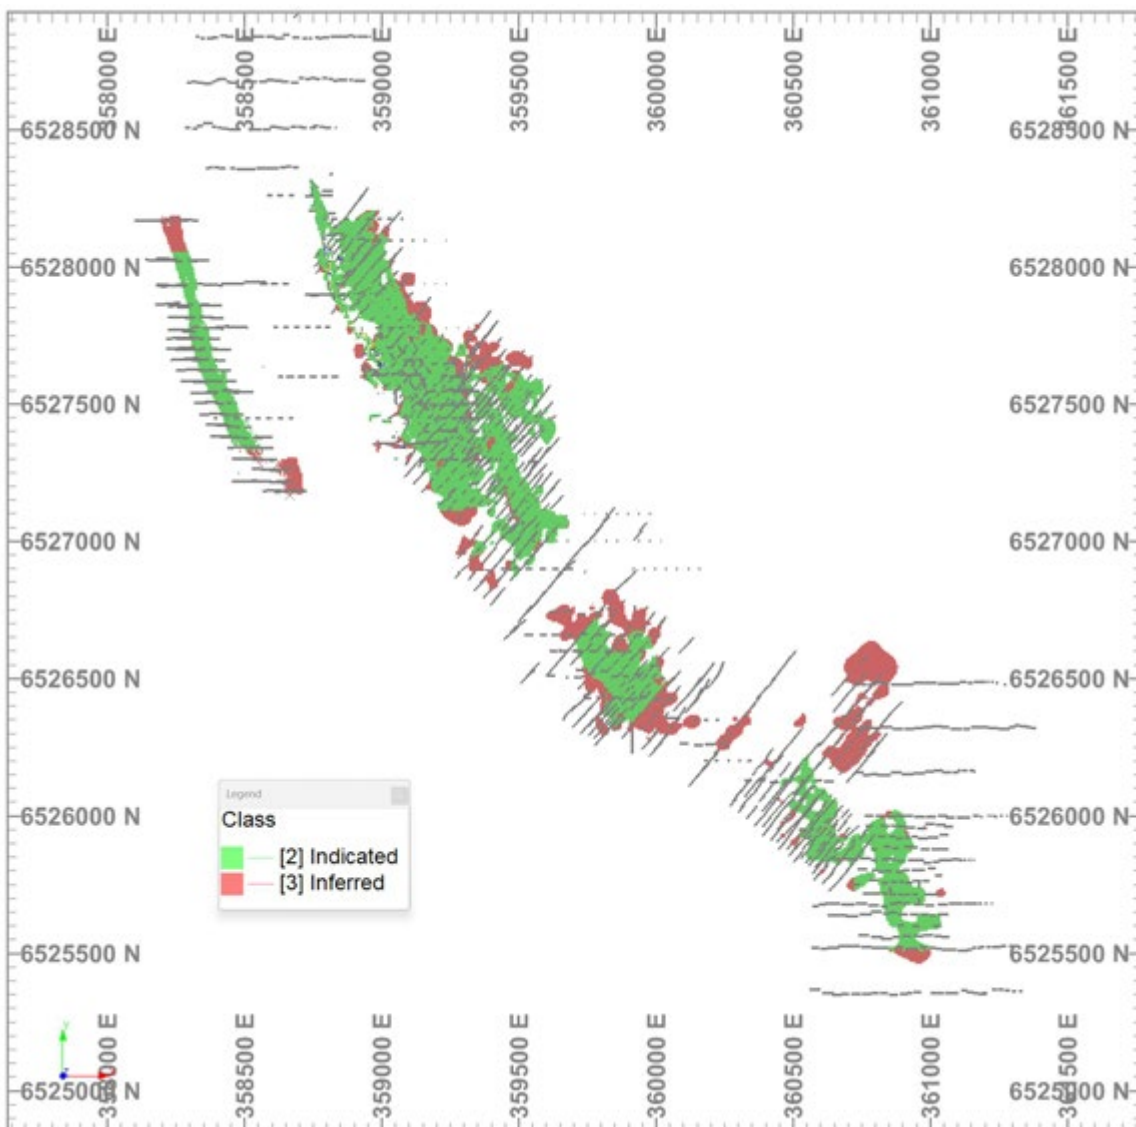 358000 E
358500 E
359000 E
359500 E
360000 E
360500 E
361000 E
361500 E
6528500 N
6528500 N
6528000 N
6528000 N
6527500 N
6527500 N
6527000 N
6527000 N
6526500 N
6526500 N
6526000 N
6526000 N
6525500 N
6525500 N
6525000 N
6525000 N
Legend
Class
[2] Indicated
[3] Inferred
y
358000 E
358500 E
359000 E
359500 E
360000 E
360500 E
361000 E
361500 E